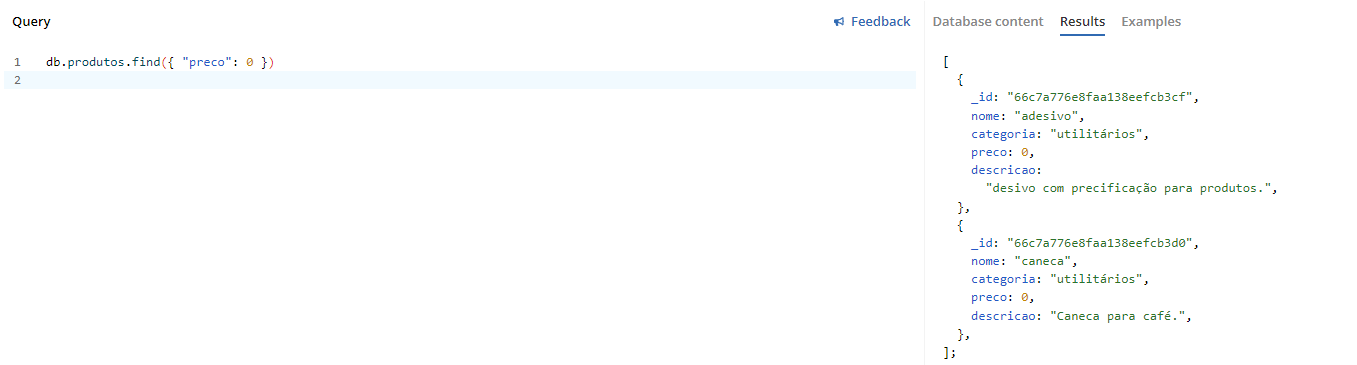 Query
Feedback
1 db.produtos.find({ "preco": 0 })
2
Database content Results Examples
[
{
_id: "66c7a776e8faa138eefcb3cf",
nome: "adesivo",
categoria: "utilitários",
preco: 0,
descricao:
"desivo com precificação para produtos.",
},
{
_id: "66c7a776e8faa138eefcb3d0",
nome: "caneca",
categoria: "utilitários",
preco: 0,
descricao: "Caneca para café.",
},
];